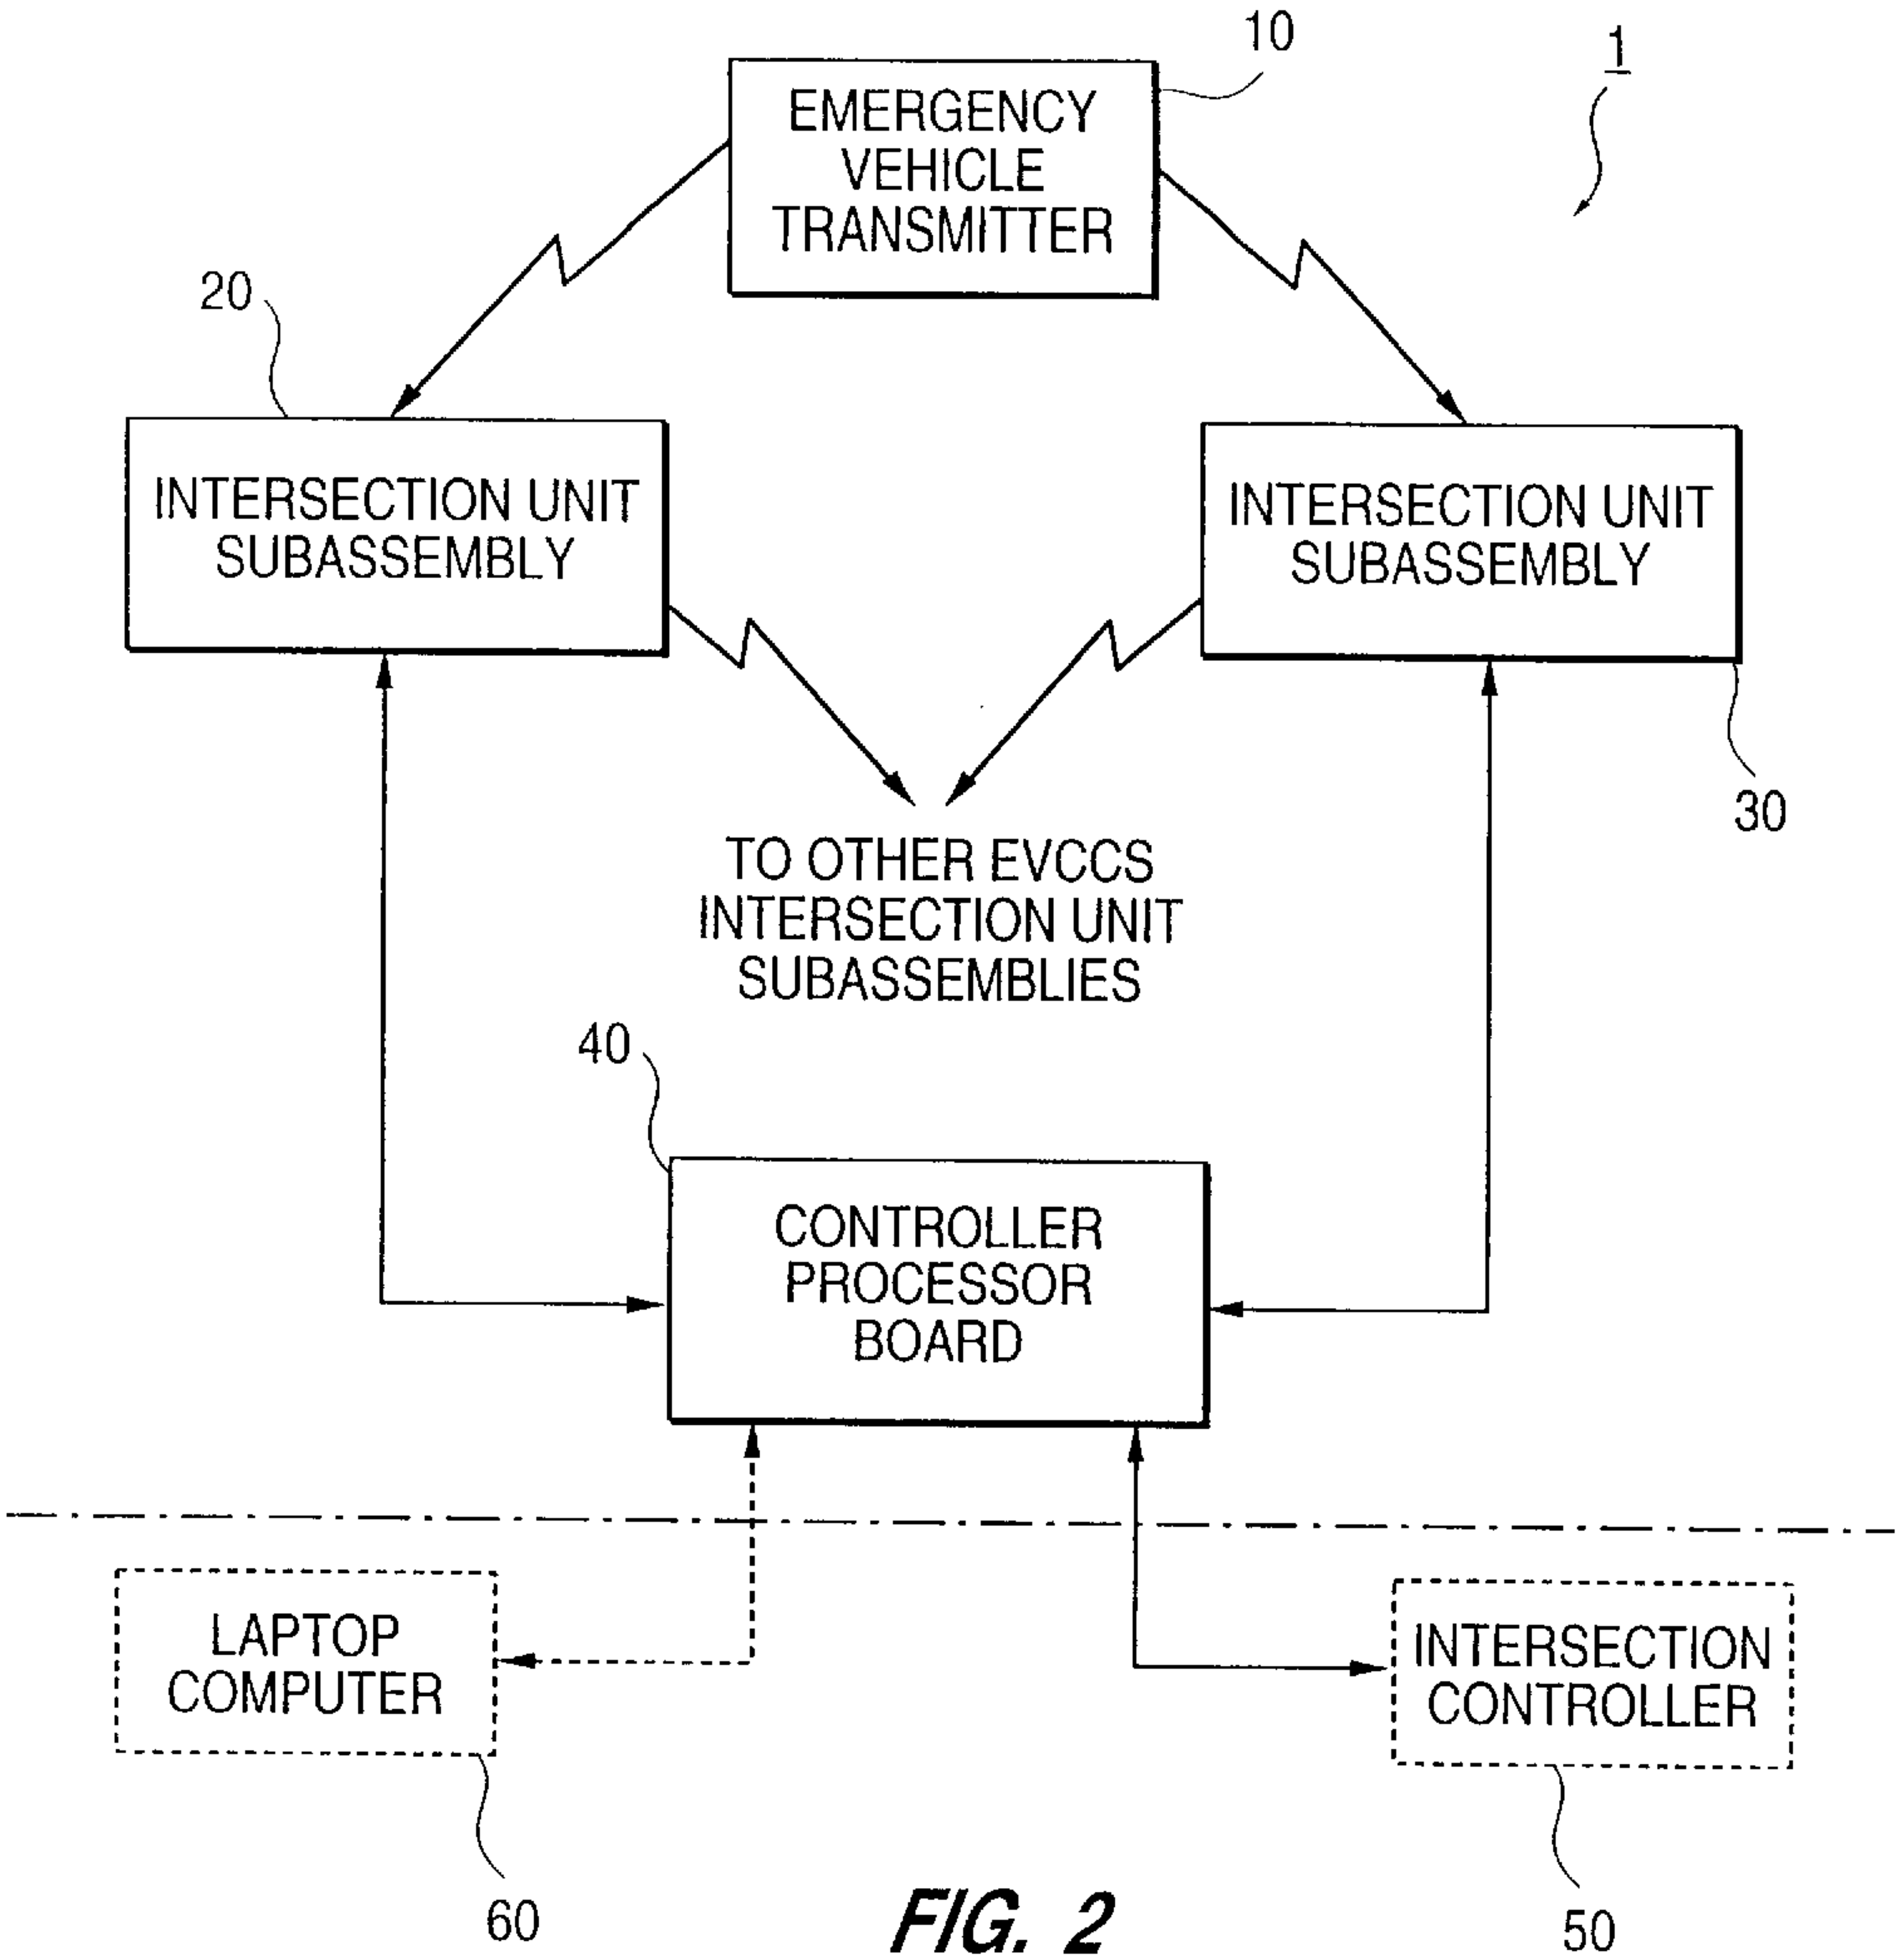 10
1
EMERGENCY
VEHICLE
TRANSMITTER
20
INTERSECTION UNIT
SUBASSEMBLY
INTERSECTION UNIT
SUBASSEMBLY
30
TO OTHER EVCCS
INTERSECTION UNIT
SUBASSEMBLIES
40
CONTROLLER
PROCESSOR
BOARD
LAPTOP
COMPUTER
INTERSECTION
CONTROLLER
60
50
FIG. 2